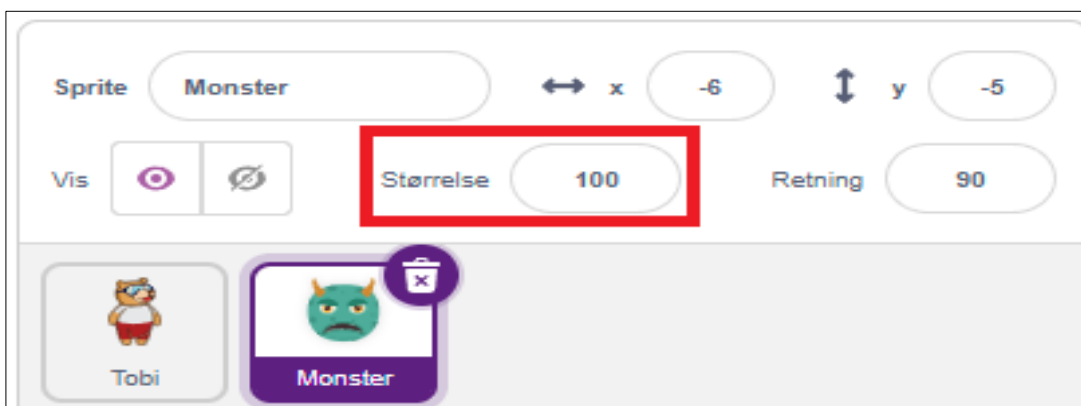 Sprite Monster x -6 y -5
Vis Størrelse 100 Retning 90
Tobi Monster